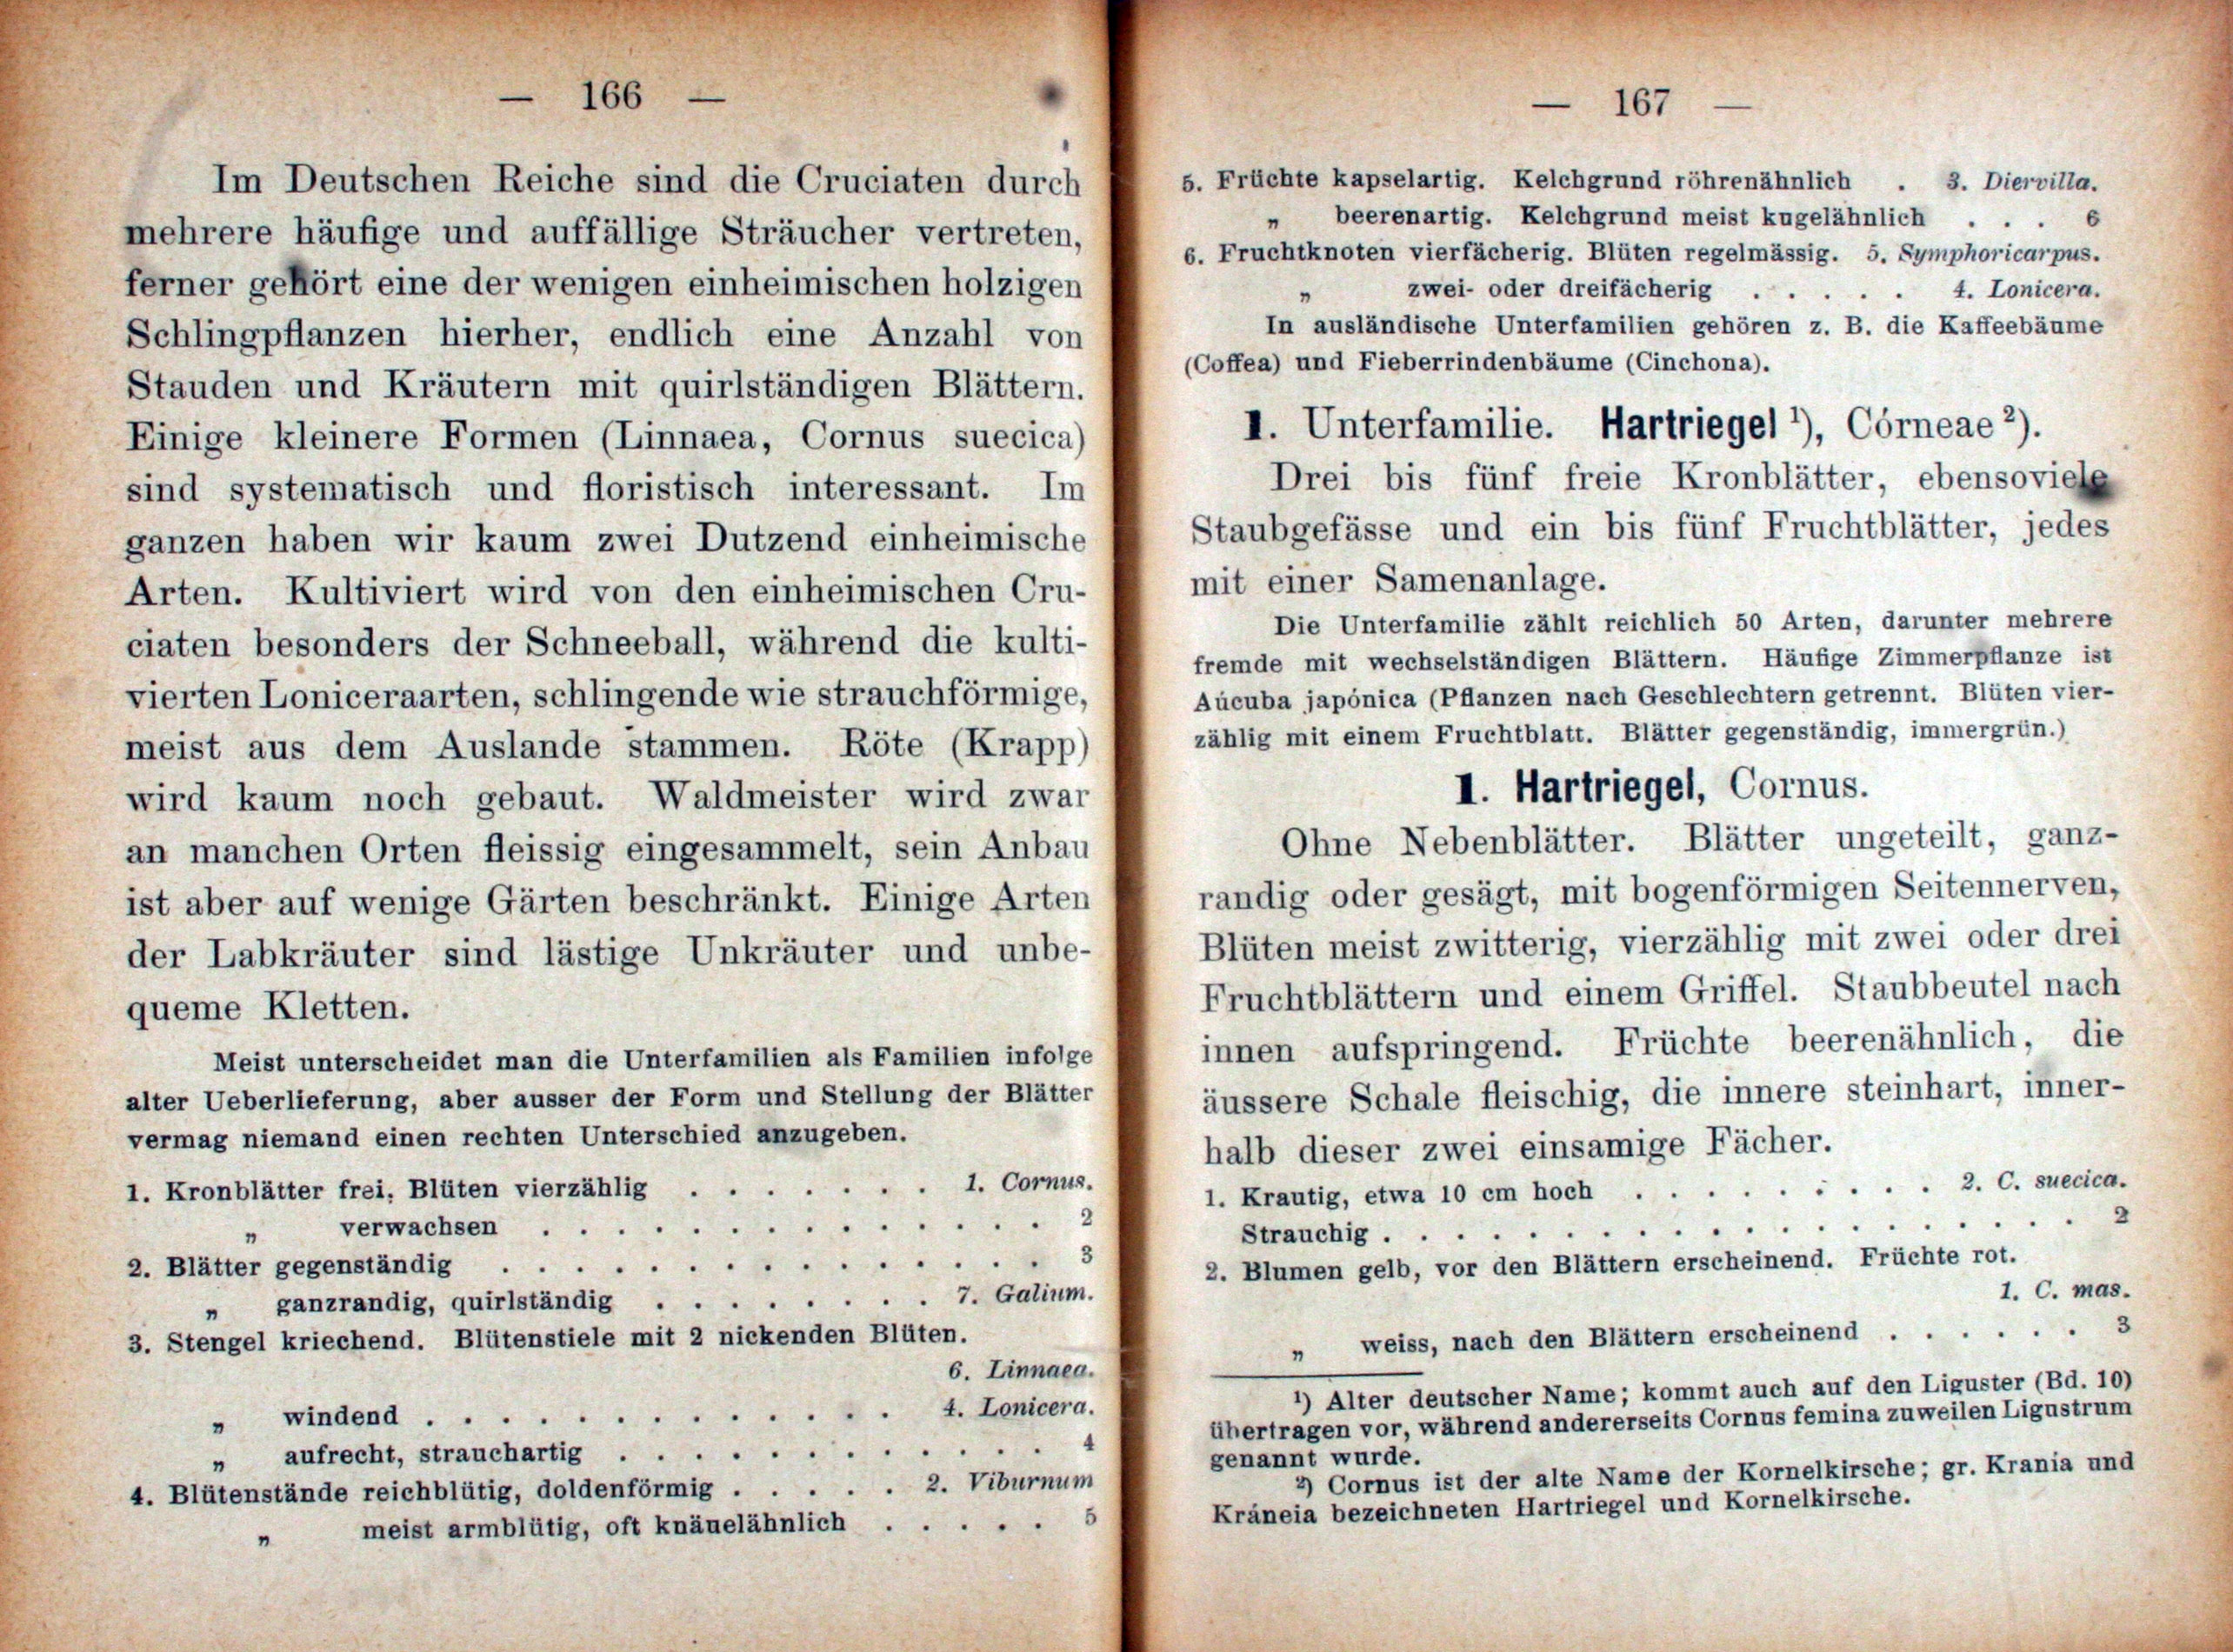 — 166 —
Im Deutschen Reiche sind die Cruciaten durch
mehrere häufige und auffällige Sträucher vertreten,
ferner gehört eine der wenigen einheimischen holzigen
Schlingpflanzen hierher, endlich eine Anzahl von
Stauden und Kräutern mit quirlständigen Blättern.
Einige kleinere Formen (Linnaea, Cornus suecica)
sind systematisch und floristisch interessant. Im
ganzen haben wir kaum zwei Dutzend einheimische
Arten. Kultiviert wird von den einheimischen Cru-
ciaten besonders der Schneeball, während die kulti-
vierten Loniceraarten, schlingende wie strauchförmige,
meist aus dem Auslande stammen. Röte (Krapp)
wird kaum noch gebaut. Waldmeister wird zwar
an manchen Orten fleissig eingesammelt, sein Anbau
ist aber auf wenige Gärten beschränkt. Einige Arten
der Labkräuter sind lästige Unkräuter und unbe-
queme Kletten.
Meist unterscheidet man die Unterfamilien als Familien infolge
alter Ueberlieferung, aber ausser der Form und Stellung der Blätter
vermag niemand einen rechten Unterschied anzugeben.
1. Kronblätter frei, Blüten vierzählig . . . . . . . 1. Cornus.
„ verwachsen . . . . . . . . . . . . . . 2
2. Blätter gegenständig . . . . . . . . . . . . . . . 3
„ ganzrandig, quirlständig . . . . . . . . 7. Galium.
3. Stengel kriechend. Blütenstiele mit 2 nickenden Blüten.
6. Linnaea.
„ windend . . . . . . . . . . . . . 4. Lonicera.
„ aufrecht, strauchartig . . . . . . . . . . . . 4
4. Blütenstände reichblütig, doldenförmig . . . . . 2. Viburnum
„ meist armblütig, oft knäuelähnlich . . . . . 5
— 167 —
5. Früchte kapselartig. Kelchgrund röhrenähnlich . 3. Diervilla.
„ beerenartig. Kelchgrund meist kugelähnlich . . . 6
6. Fruchtknoten vierfächerig. Blüten regelmässig. 5. Symphoricarpus.
„ zwei- oder dreifächerig . . . . . 4. Lonicera.
In ausländische Unterfamilien gehören z. B. die Kaffeebäume
(Coffea) und Fieberrindenbäume (Cinchona).
I. Unterfamilie. Hartriegel ¹), Córneae ²).
Drei bis fünf freie Kronblätter, ebensoviele
Staubgefässe und ein bis fünf Fruchtblätter, jedes
mit einer Samenanlage.
Die Unterfamilie zählt reichlich 50 Arten, darunter mehrere
fremde mit wechselständigen Blättern. Häufige Zimmerpflanze ist
Aúcuba japónica (Pflanzen nach Geschlechtern getrennt. Blüten vier-
zählig mit einem Fruchtblatt. Blätter gegenständig, immergrün.)
1. Hartriegel, Cornus.
Ohne Nebenblätter. Blätter ungeteilt, ganz-
randig oder gesägt, mit bogenförmigen Seitennerven,
Blüten meist zwitterig, vierzählig mit zwei oder drei
Fruchtblättern und einem Griffel. Staubbeutel nach
innen aufspringend. Früchte beerenähnlich, die
äussere Schale fleischig, die innere steinhart, inner-
halb dieser zwei einsamige Fächer.
1. Krautig, etwa 10 cm hoch . . . . . . . . . 2. C. suecica.
Strauchig . . . . . . . . . . . . . . . . . . . 2
2. Blumen gelb, vor den Blättern erscheinend. Früchte rot.
1. C. mas.
„ weiss, nach den Blättern erscheinend . . . . . . 3
¹) Alter deutscher Name; kommt auch auf den Liguster (Bd. 10)
übertragen vor, während andererseits Cornus femina zuweilen Ligustrum
genannt wurde.
²) Cornus ist der alte Name der Kornelkirsche; gr. Krania und
Kráneia bezeichneten Hartriegel und Kornelkirsche.